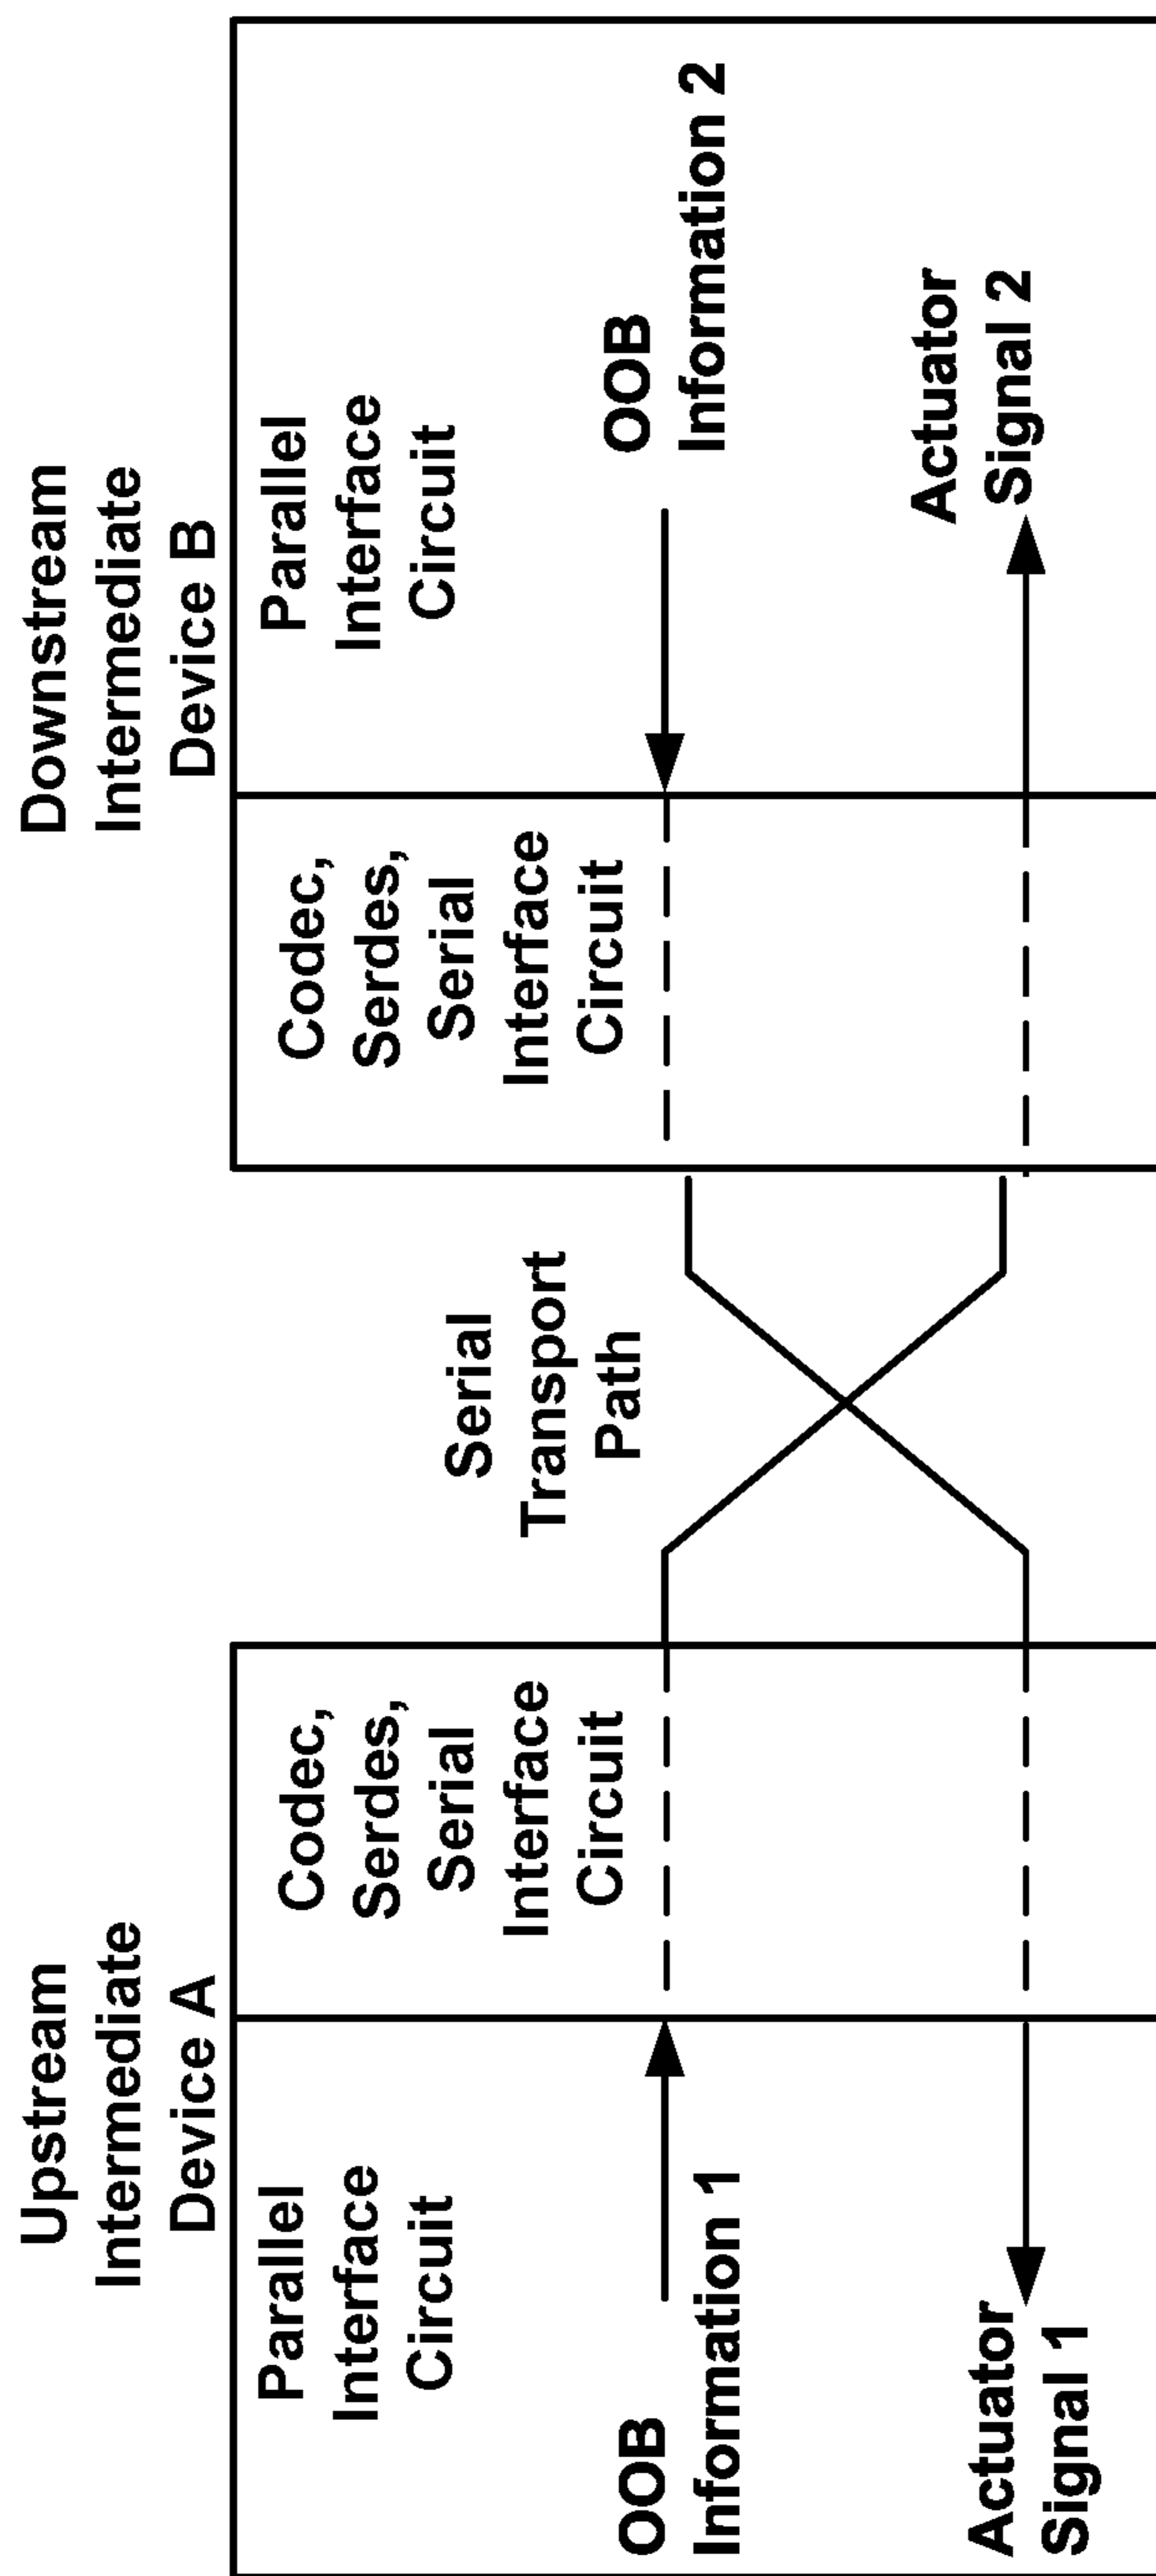 Upstream
Intermediate
Device A
Parallel
Interface
Circuit
OOB
Information 1
Actuator
Signal 1
Codec,
Serdes,
Serial
Interface
Circuit
Serial
Transport
Path
Downstream
Intermediate
Device B
Codec,
Serdes,
Serial
Interface
Circuit
Parallel
Interface
Circuit
OOB
Information 2
Actuator
Signal 2